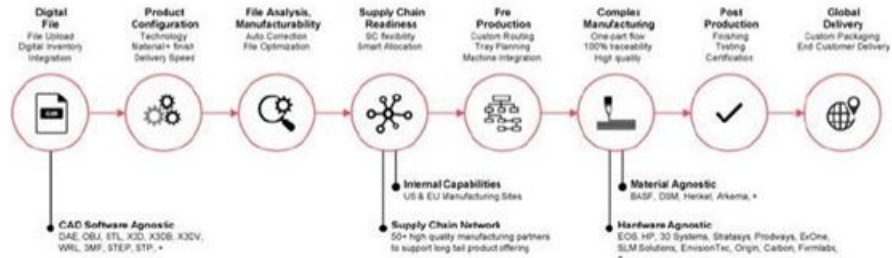 Digital
File
File Upload
Digital Inventory
Integration
Product
Configuration
Technology
Material+ finish
Delivery Speed
File Analysis,
Manufacturability
Auto Correction
File Optimization
Supply Chain
Readiness
SC flexibility
Smart Allocation
Pre
Production
Custom Routing
Tray Planning
Machine Integration
Complex
Manufacturing
One-part flow
100% traceability
High quality
Post
Production
Finishing
Testing
Certification
Global
Delivery
Custom Packaging
End Customer Delivery
CAD Software Agnostic
DAE, OBJ, STL, X3D, X3DB, X3DV,
WRL, 3MF, STEP, STP, +
Internal Capabilities
US & EU Manufacturing Sites
Supply Chain Network
50+ high quality manufacturing partners
to support long tail product offering
Material Agnostic
BASF, DSM, Henkel, Arkema, +
Hardware Agnostic
EOS, HP, 3D Systems, Stratasys, Prodways, ExOne,
SLM Solutions, EnvisionTec, Origin, Carbon, Formlabs,